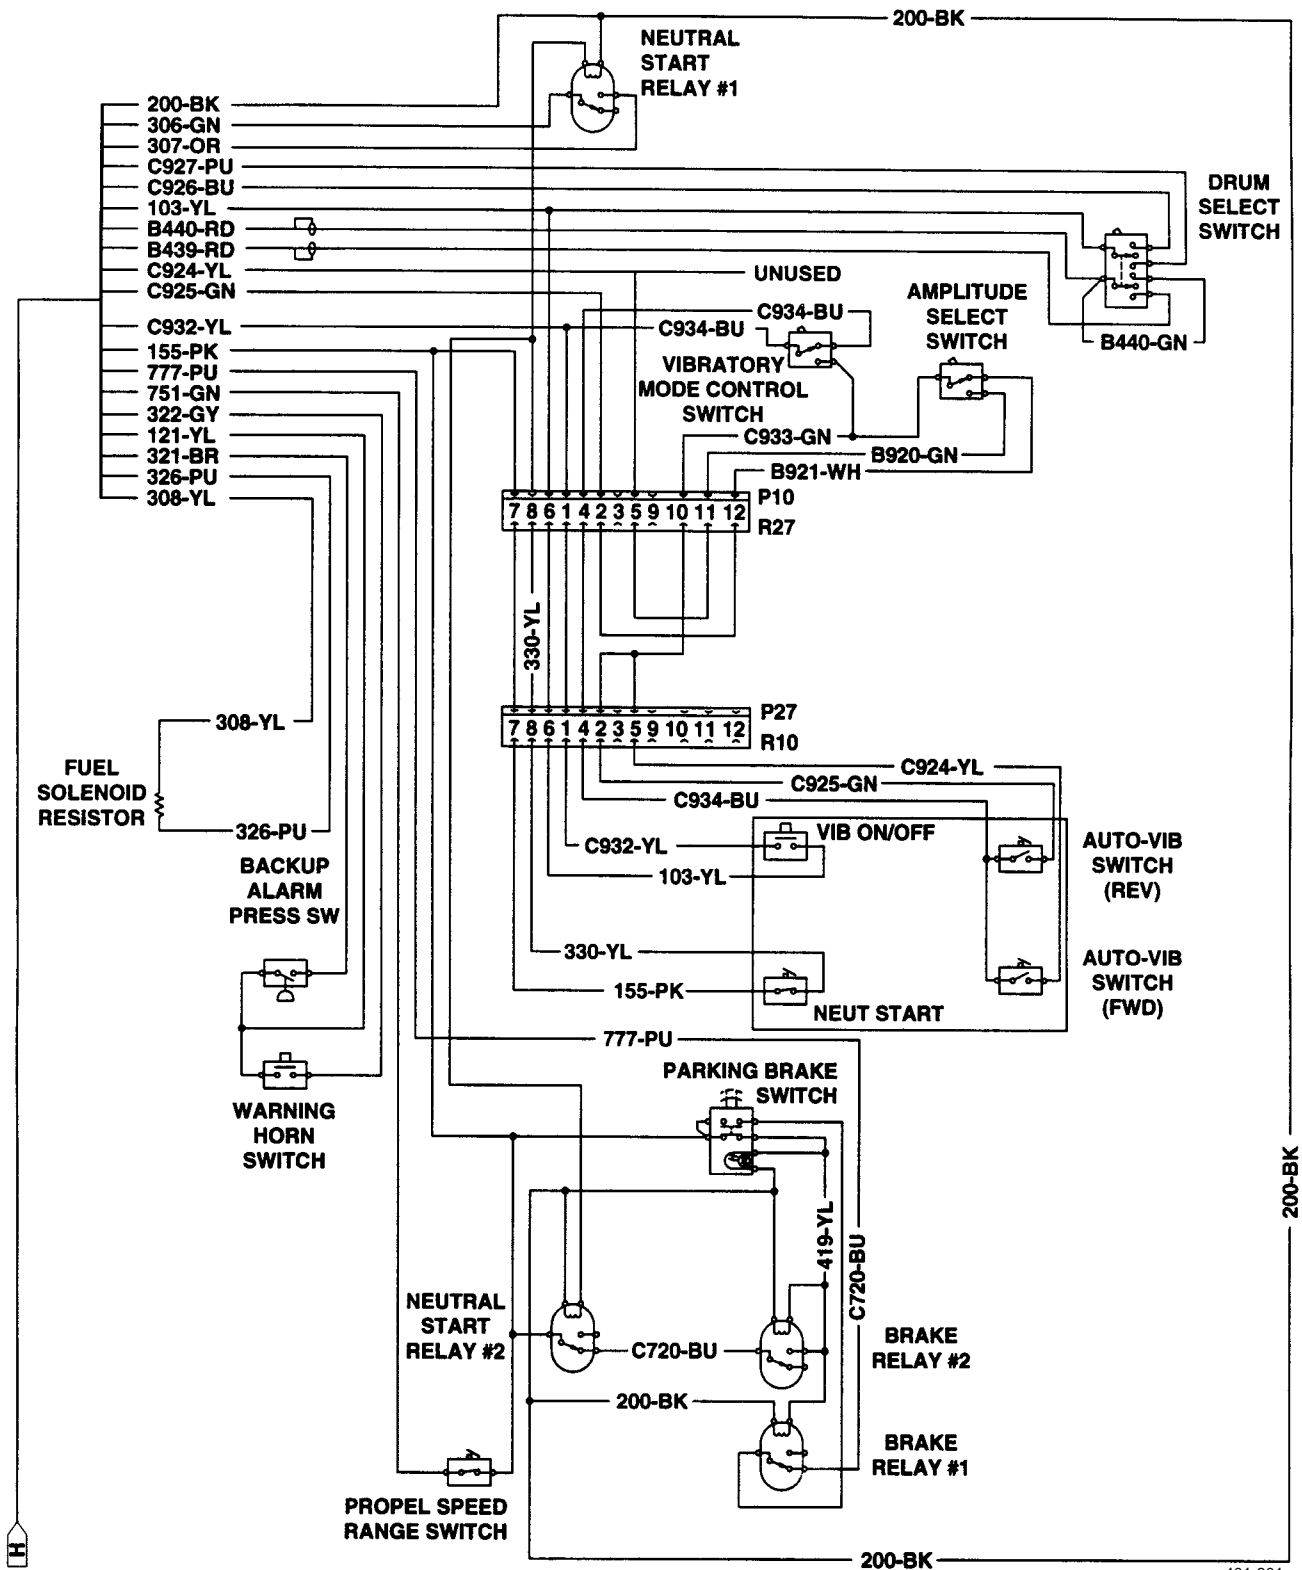 200-BK
NEUTRAL
START
RELAY #1
200-BK
306-GN
307-OR
C927-PU
C926-BU
103-YL
B440-RD
B439-RD
C924-YL
UNUSED
C925-GN
DRUM
SELECT
SWITCH
AMPLITUDE
SELECT
SWITCH
C934-BU
C932-YL
C934-BU
B440-GN
155-PK
777-PU
751-GN
322-GY
121-YL
321-BR
326-PU
308-YL
VIBRATORY
MODE CONTROL
SWITCH
C933-GN
B920-GN
B921-WH
P10
7 8 6 1 4 2 3 5 9 10 11 12
R27
330-YL
P27
7 8 6 1 4 2 3 5 9 10 11 12
R10
308-YL
FUEL
SOLENOID
RESISTOR
326-PU
C924-YL
C925-GN
C934-BU
VIB ON/OFF
C932-YL
103-YL
AUTO-VIB
SWITCH
(REV)
BACKUP
ALARM
PRESS SW
330-YL
155-PK
NEUT START
AUTO-VIB
SWITCH
(FWD)
777-PU
PARKING BRAKE
SWITCH
WARNING
HORN
SWITCH
419-YL
C720-BU
200-BK
NEUTRAL
START
RELAY #2
C720-BU
BRAKE
RELAY #2
200-BK
BRAKE
RELAY #1
PROPEL SPEED
RANGE SWITCH
H
200-BK